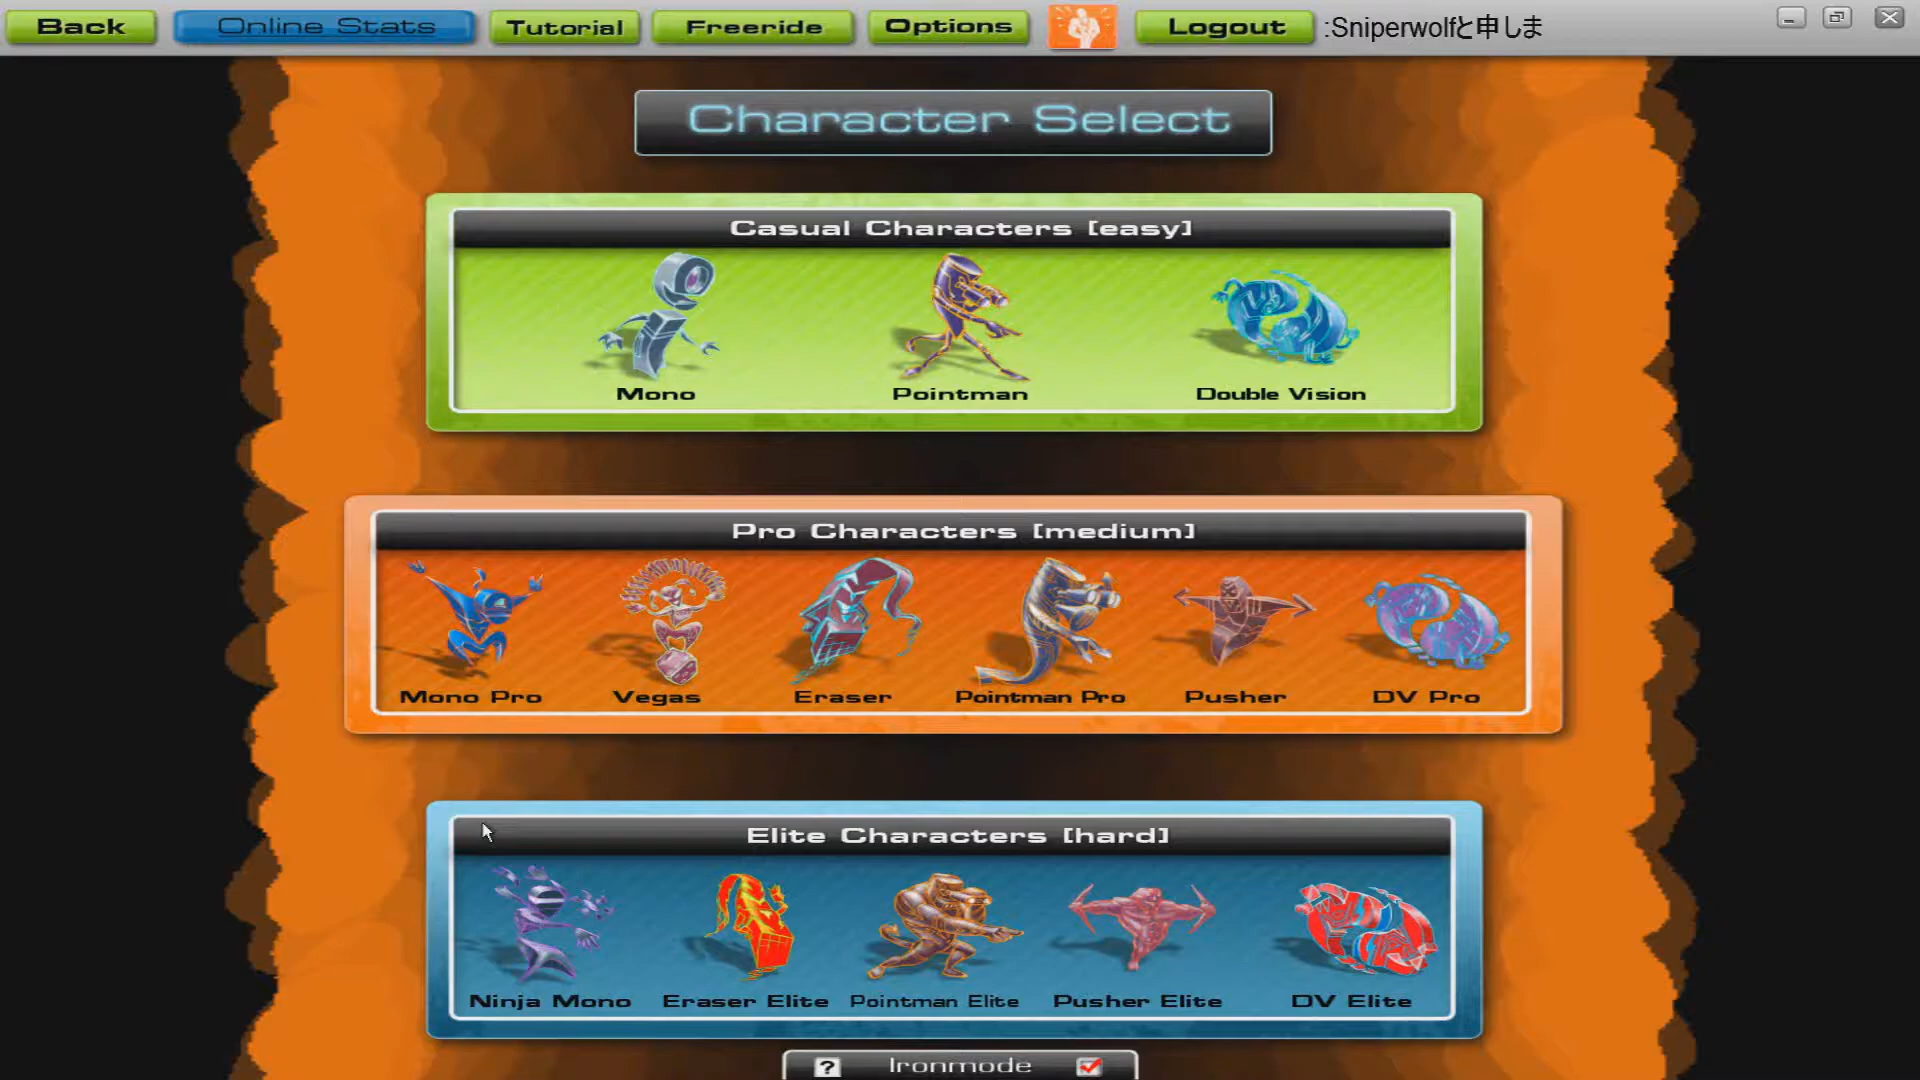 Back Online Stats Tutorial Freeride Options Logout :Sniperwolfと申しま
Character Select
Casual Characters [easy]
Mono Pointman Double Vision
Pro Characters [medium]
Mono Pro Vegas Eraser Pointman Pro Pusher DV Pro
Elite Characters [hard]
Ninja Mono Eraser Elite Pointman Elite Pusher Elite DV Elite
? Ironmode